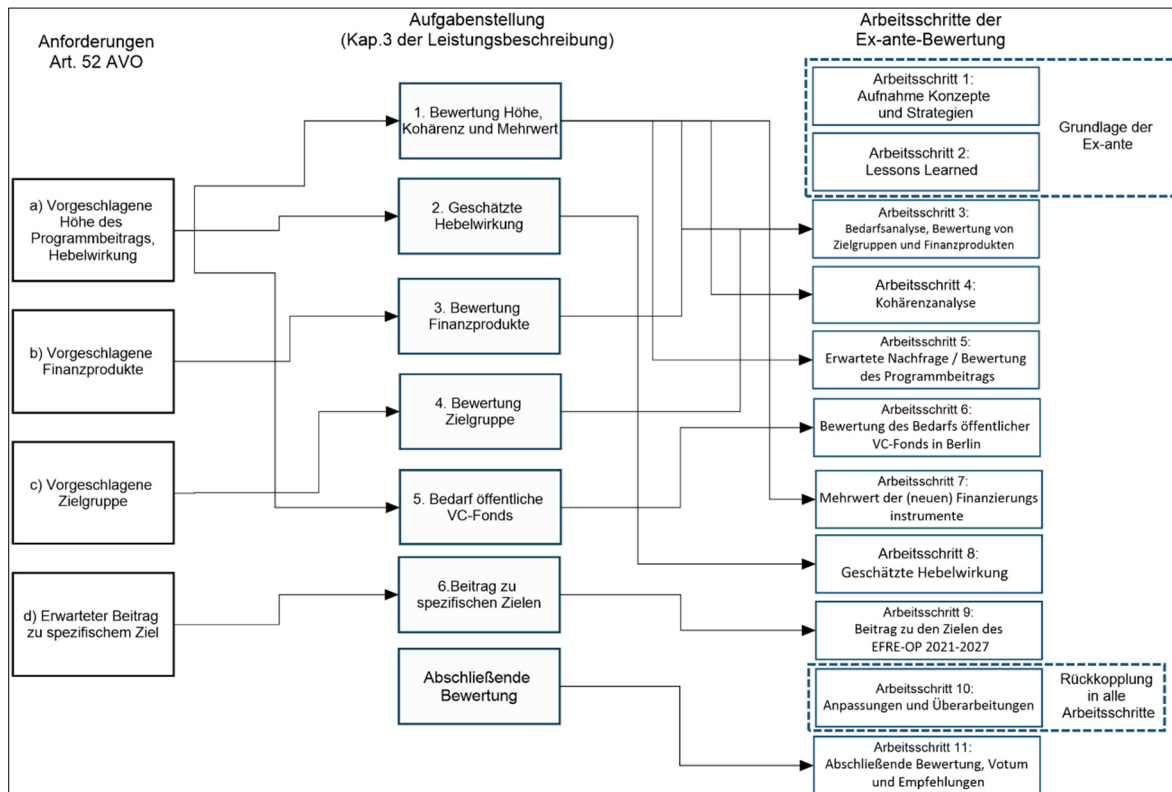 Anforderungen
Art. 52 AVO
a) Vorgeschlagene
Höhe des
Programmbeitrags,
Hebelwirkung
b) Vorgeschlagene
Finanzprodukte
c) Vorgeschlagene
Zielgruppe
d) Erwarteter Beitrag
zu spezifischem Ziel
Aufgabenstellung
(Kap.3 der Leistungsbeschreibung)
1. Bewertung Höhe,
Kohärenz und Mehrwert
2. Geschätzte
Hebelwirkung
3. Bewertung
Finanzprodukte
4. Bewertung
Zielgruppe
5. Bedarf öffentliche
VC-Fonds
6.Beitrag zu
spezifischen Zielen
Abschließende
Bewertung
Arbeitsschritte der
Ex-ante-Bewertung
Arbeitsschritt 1:
Aufnahme Konzepte
und Strategien
Arbeitsschritt 2:
Lessons Learned
Grundlage der
Ex-ante
Arbeitsschritt 3:
Bedarfsanalyse, Bewertung von
Zielgruppen und Finanzprodukten
Arbeitsschritt 4:
Kohärenzanalyse
Arbeitsschritt 5:
Erwartete Nachfrage / Bewertung
des Programmbeitrags
Arbeitsschritt 6:
Bewertung des Bedarfs öffentlicher
VC-Fonds in Berlin
Arbeitsschritt 7:
Mehrwert der (neuen) Finanzierungs
instrumente
Arbeitsschritt 8:
Geschätzte Hebelwirkung
Arbeitsschritt 9:
Beitrag zu den Zielen des
EFRE-OP 2021-2027
Arbeitsschritt 10:
Anpassungen und Überarbeitungen
Rückkopplung
in alle
Arbeitsschritte
Arbeitsschritt 11:
Abschließende Bewertung, Votum
und Empfehlungen